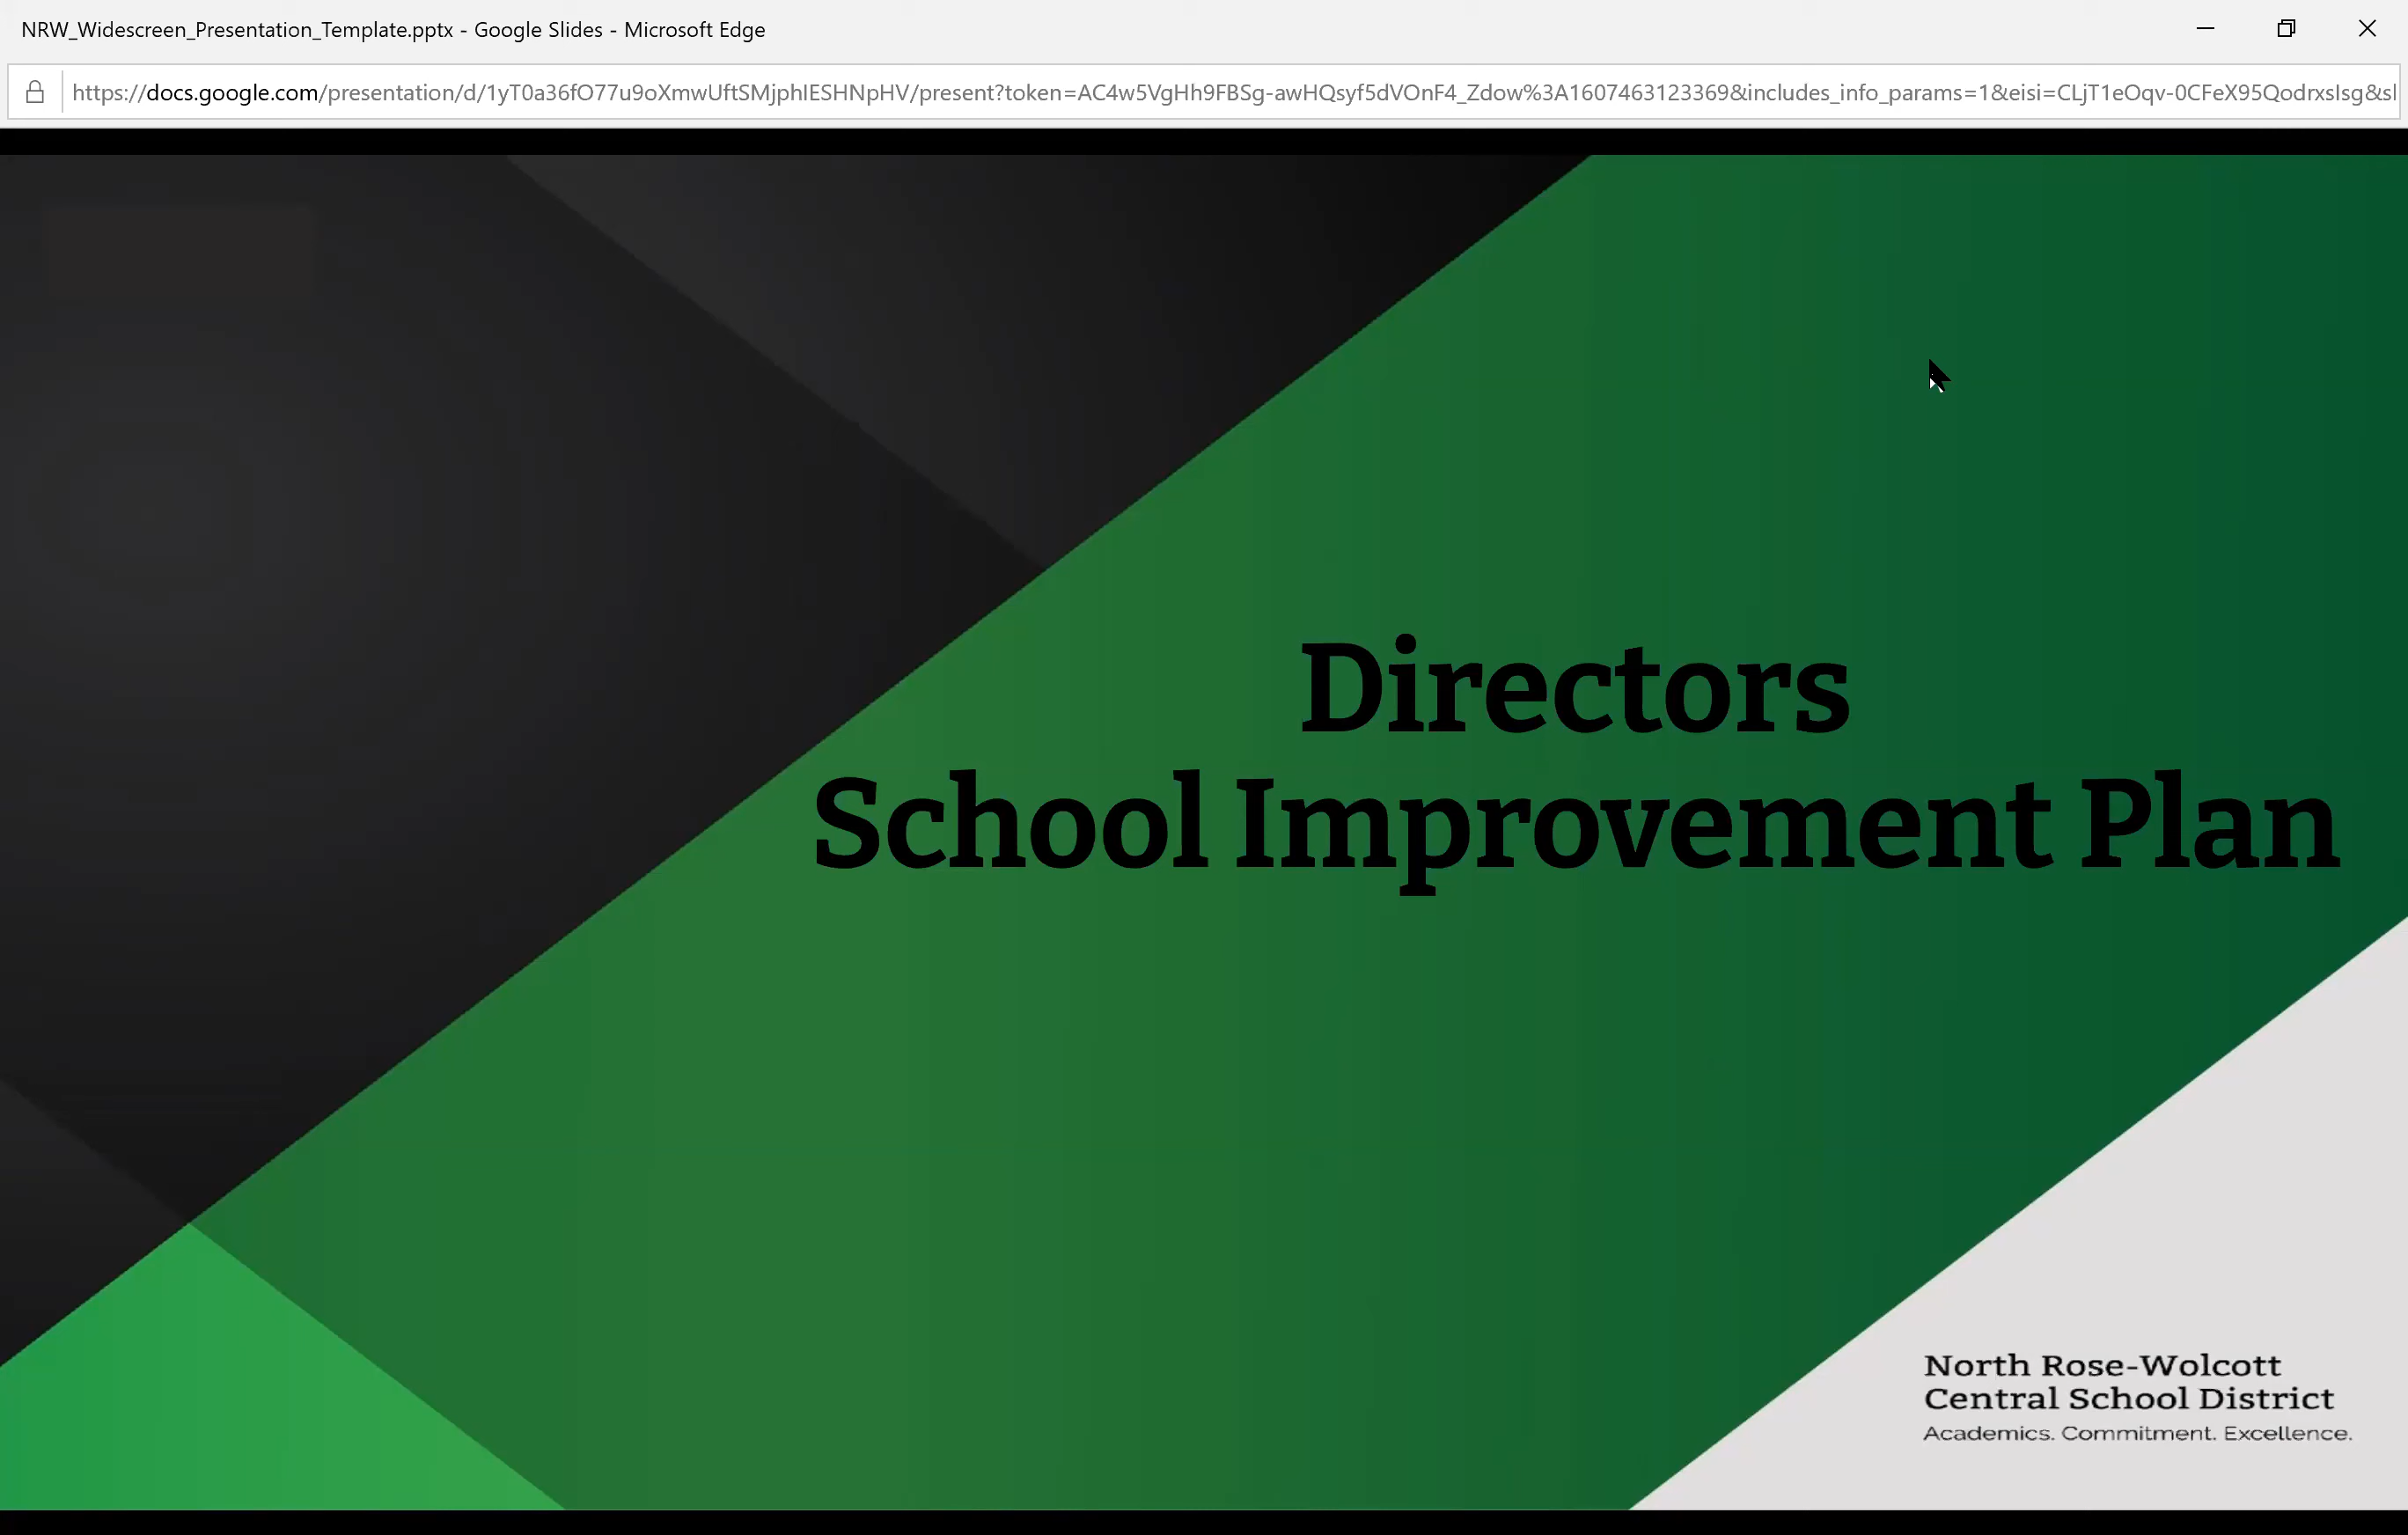 NRW_Widescreen_Presentation_Template.pptx - Google Slides - Microsoft Edge
https://docs.google.com/presentation/d/1yT0a36fO77u9oXmwUftSMjphIESHNpHV/present?token=AC4w5VgHh9FBSg-awHQsyf5dVOnF4_Zdow%3A1607463123369&includes_info_params=1&eisi=CLjT1eOqv-0CFeX95QodrxsIsg&sl
Directors
School Improvement Plan
North Rose-Wolcott
Central School District
Academics. Commitment. Excellence.